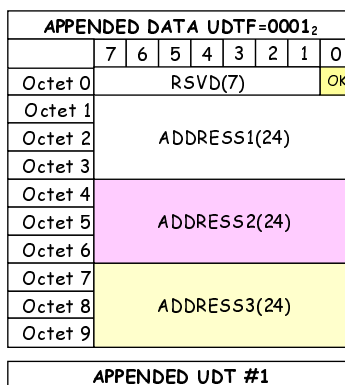 APPENDED DATA UDTF=0001₂
7 6 5 4 3 2 1 0
Octet 0 RSVD(7) OK
Octet 1
Octet 2 ADDRESS1(24)
Octet 3
Octet 4
Octet 5 ADDRESS2(24)
Octet 6
Octet 7
Octet 8 ADDRESS3(24)
Octet 9
APPENDED UDT #1